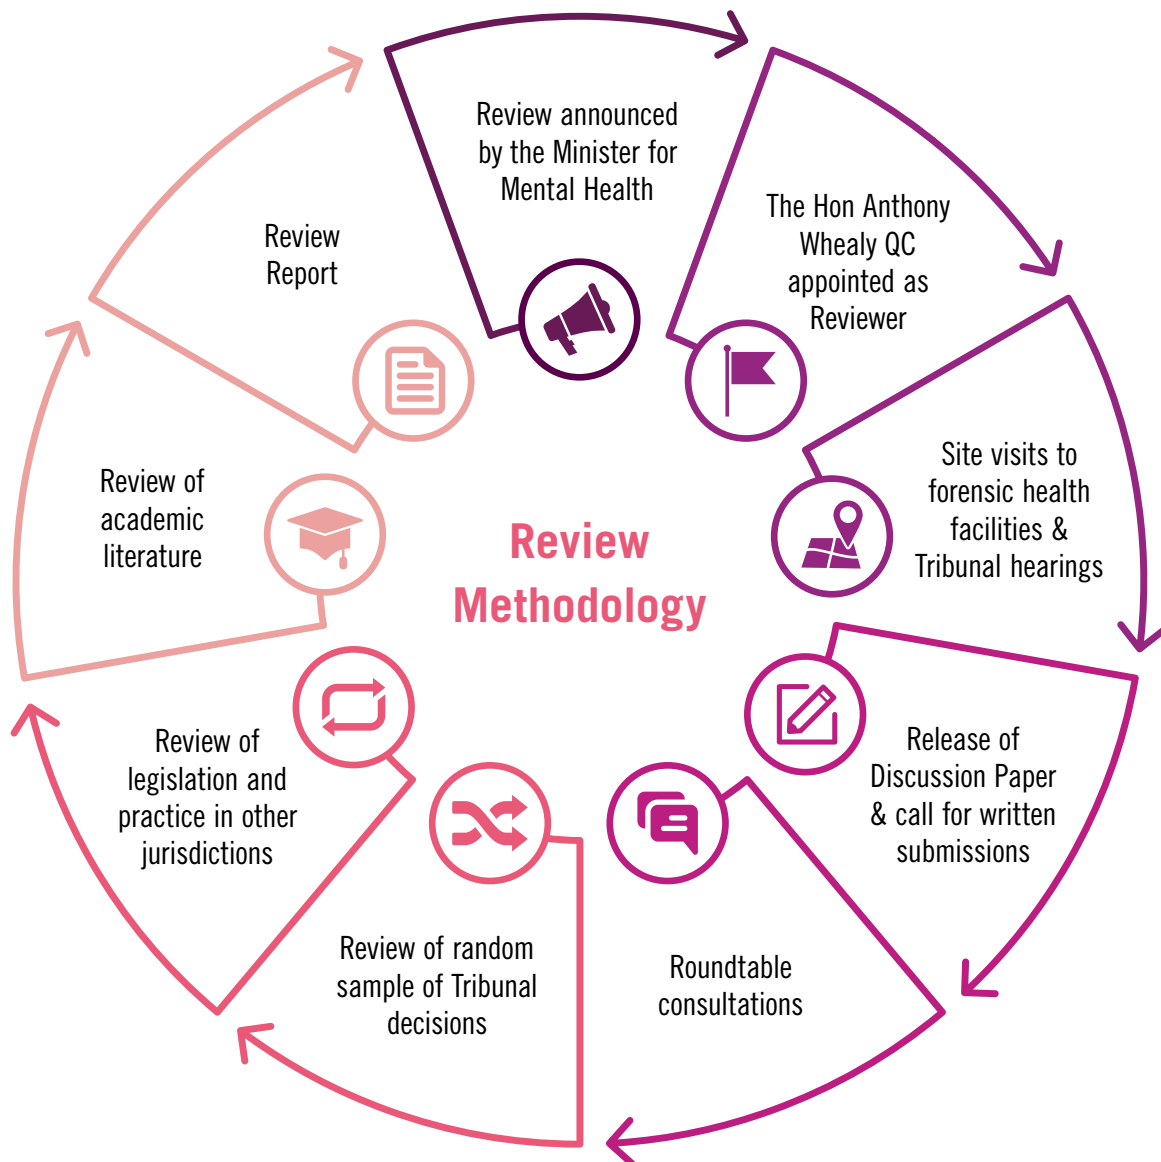 Review announced
by the Minister for
Mental Health
The Hon Anthony
Whealy QC
appointed as
Reviewer
Site visits to
forensic health
facilities &
Tribunal hearings
Release of
Discussion Paper
& call for written
submissions
Roundtable
consultations
Review of random
sample of Tribunal
decisions
Review of
legislation and
practice in other
jurisdictions
Review of
academic
literature
Review
Report
Review
Methodology